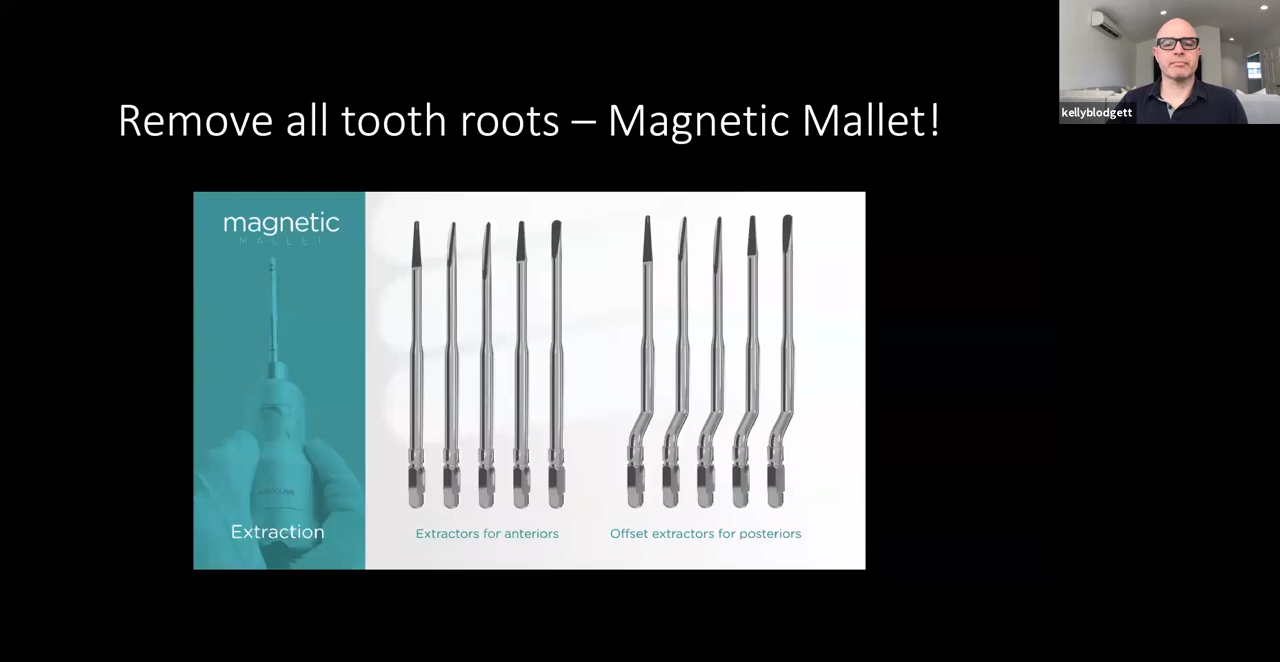 Remove all tooth roots – Magnetic Mallet!
kellyblodgett
magnetic
MALLET
Extraction
Extractors for anteriors
Offset extractors for posteriors